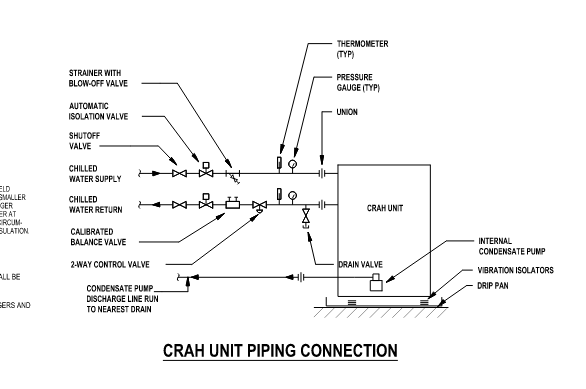 THERMOMETER
(TYP)
STRAINER WITH
BLOW-OFF VALVE
PRESSURE
GAUGE (TYP)
AUTOMATIC
ISOLATION VALVE
UNION
SHUTOFF
VALVE
CHILLED
WATER SUPPLY
CHILLED
WATER RETURN
CRAH UNIT
CALIBRATED
BALANCE VALVE
2-WAY CONTROL VALVE
DRAIN VALVE
INTERNAL
CONDENSATE PUMP
VIBRATION ISOLATORS
DRIP PAN
CONDENSATE PUMP
DISCHARGE LINE RUN
TO NEAREST DRAIN
ELD
SMALLER
GER
ER AT
CIRCUM-
SULATION.
ALL BE
GERS AND
CRAH UNIT PIPING CONNECTION